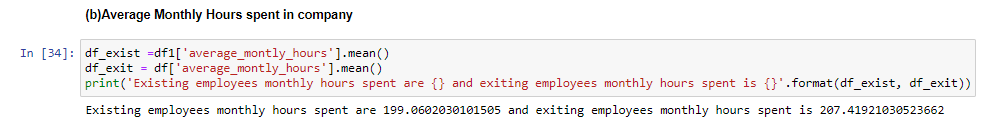 (b)Average Monthly Hours spent in company
In [34]: df_exist =df1['average_montly_hours'].mean()
df_exit = df['average_montly_hours'].mean()
print('Existing employees monthly hours spent are {} and exiting employees monthly hours spent is {}'.format(df_exist, df_exit))
Existing employees monthly hours spent are 199.0602030101505 and exiting employees monthly hours spent is 207.41921030523662